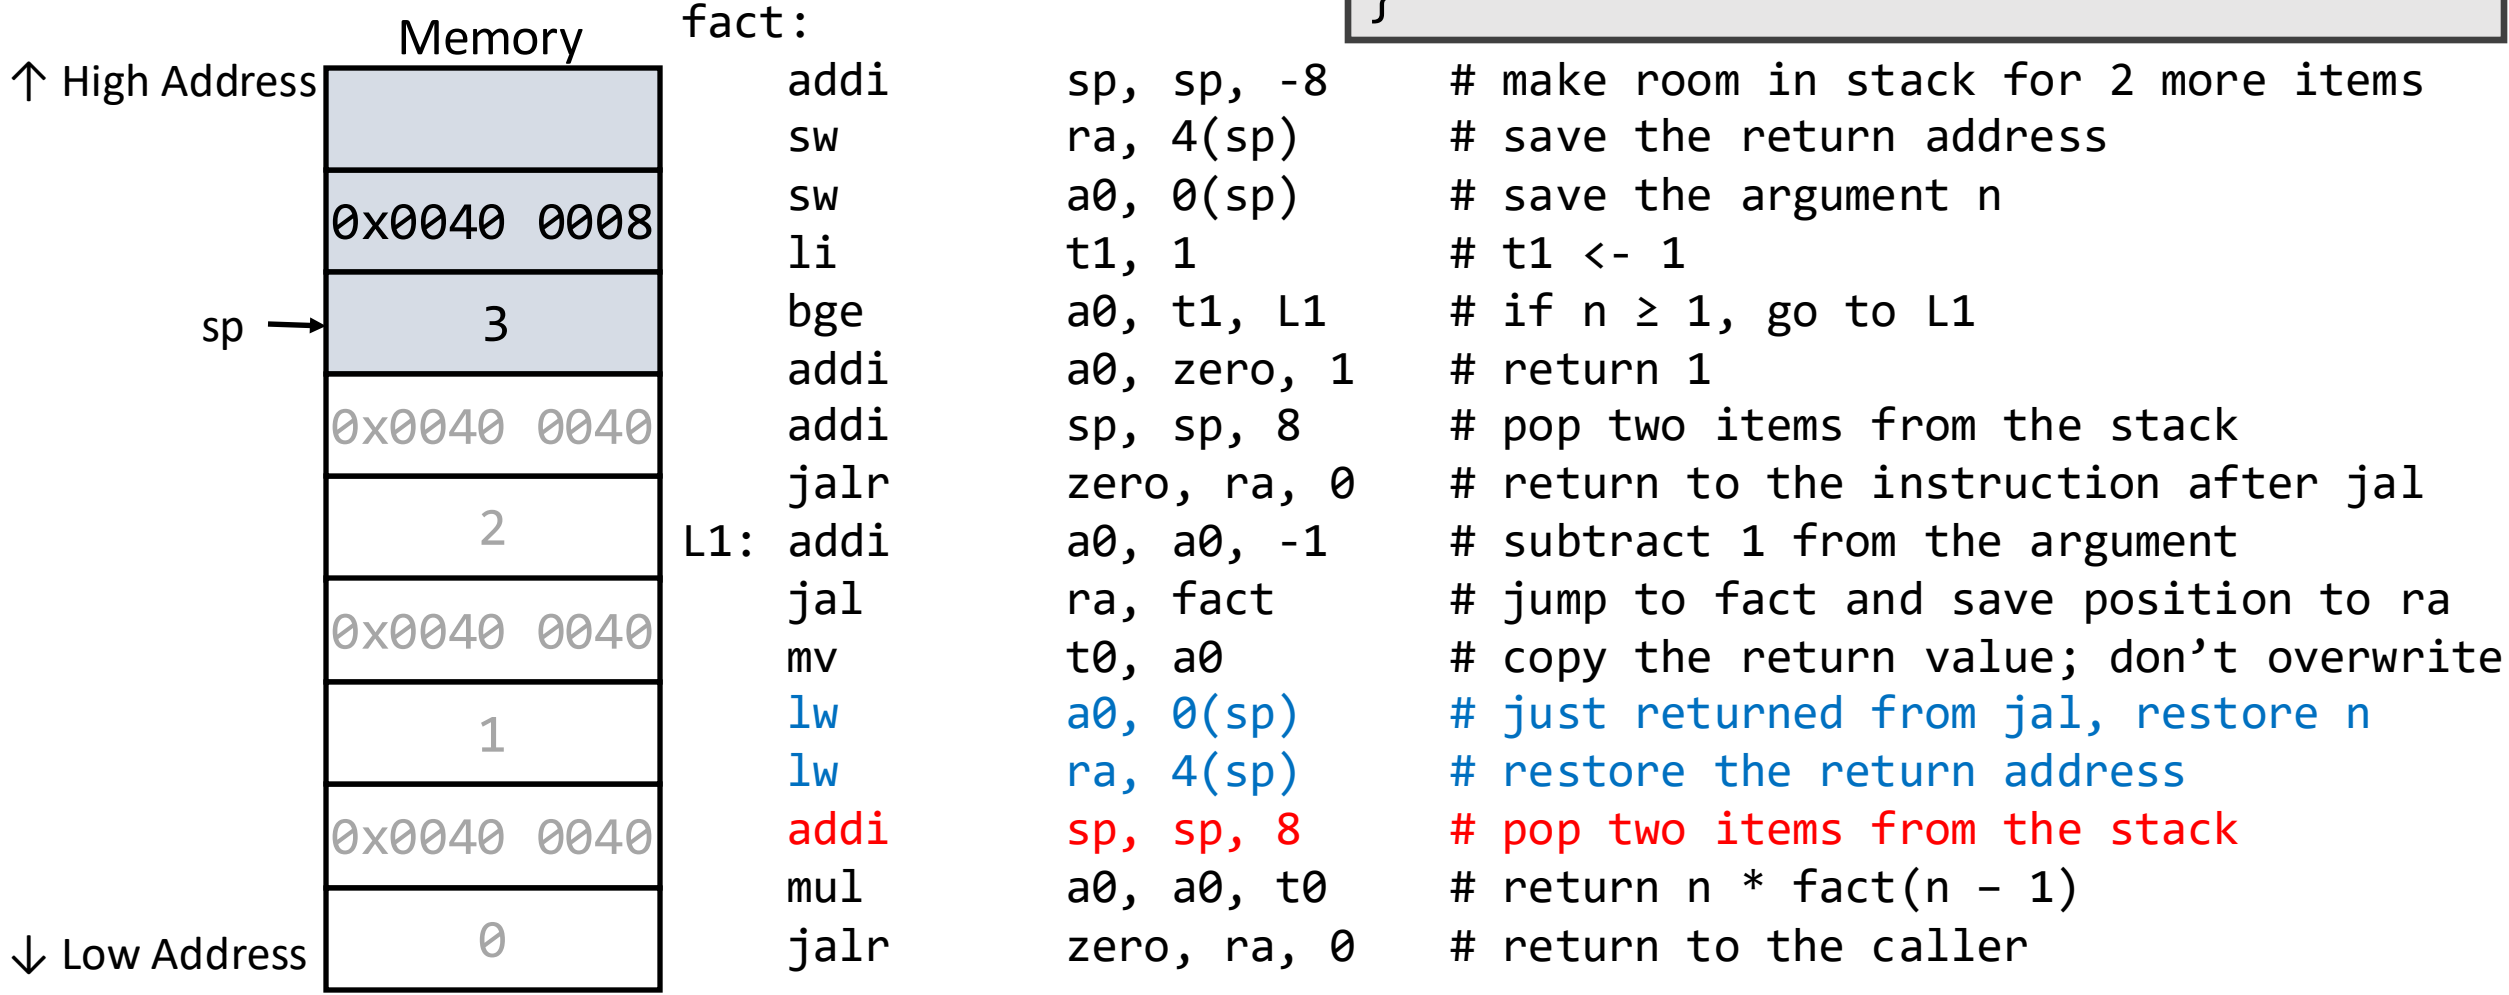 }
Memory
↑ High Address
0x0040 0008
sp
3
0x0040 0040
2
0x0040 0040
1
0x0040 0040
0
↓ Low Address
fact:
addi sp, sp, -8 # make room in stack for 2 more items
sw ra, 4(sp) # save the return address
sw a0, 0(sp) # save the argument n
li t1, 1 # t1 <- 1
bge a0, t1, L1 # if n ≥ 1, go to L1
addi a0, zero, 1 # return 1
addi sp, sp, 8 # pop two items from the stack
jalr zero, ra, 0 # return to the instruction after jal
L1: addi a0, a0, -1 # subtract 1 from the argument
jal ra, fact # jump to fact and save position to ra
mv t0, a0 # copy the return value; don’t overwrite
lw a0, 0(sp) # just returned from jal, restore n
lw ra, 4(sp) # restore the return address
addi sp, sp, 8 # pop two items from the stack
mul a0, a0, t0 # return n * fact(n – 1)
jalr zero, ra, 0 # return to the caller